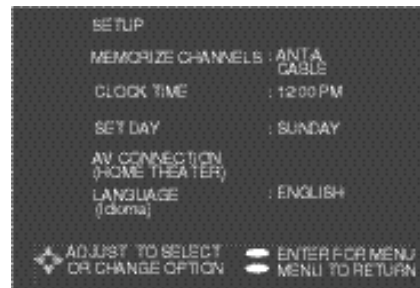 SETUP
MEMORIZE CHANNELS : ANT.A
CABLE
CLOCK TIME : 12:00 PM
SET DAY : SUNDAY
AV CONNECTION
(HOME THEATER)
LANGUAGE : ENGLISH
(Idioma)
ADJUST TO SELECT
OR CHANGE OPTION
ENTER FOR MENU
MENU TO RETURN